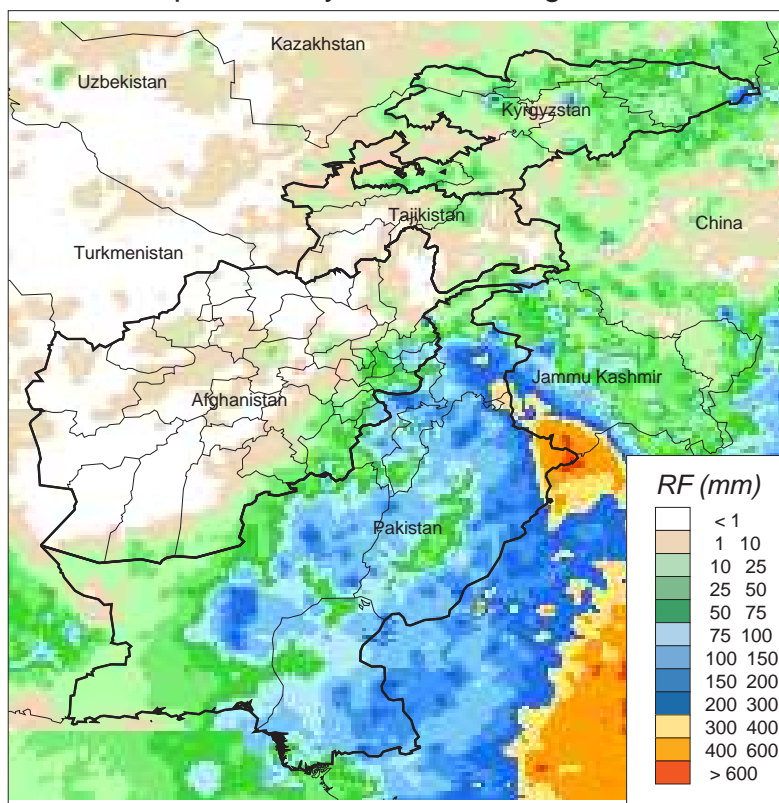 Kazakhstan
Uzbekistan
Kyrgyzstan
Tajikistan
China
Turkmenistan
Jammu Kashmir
Afghanistan
Pakistan
RF (mm)
< 1
1 10
10 25
25 50
50 75
75 100
100 150
150 200
200 300
300 400
400 600
> 600